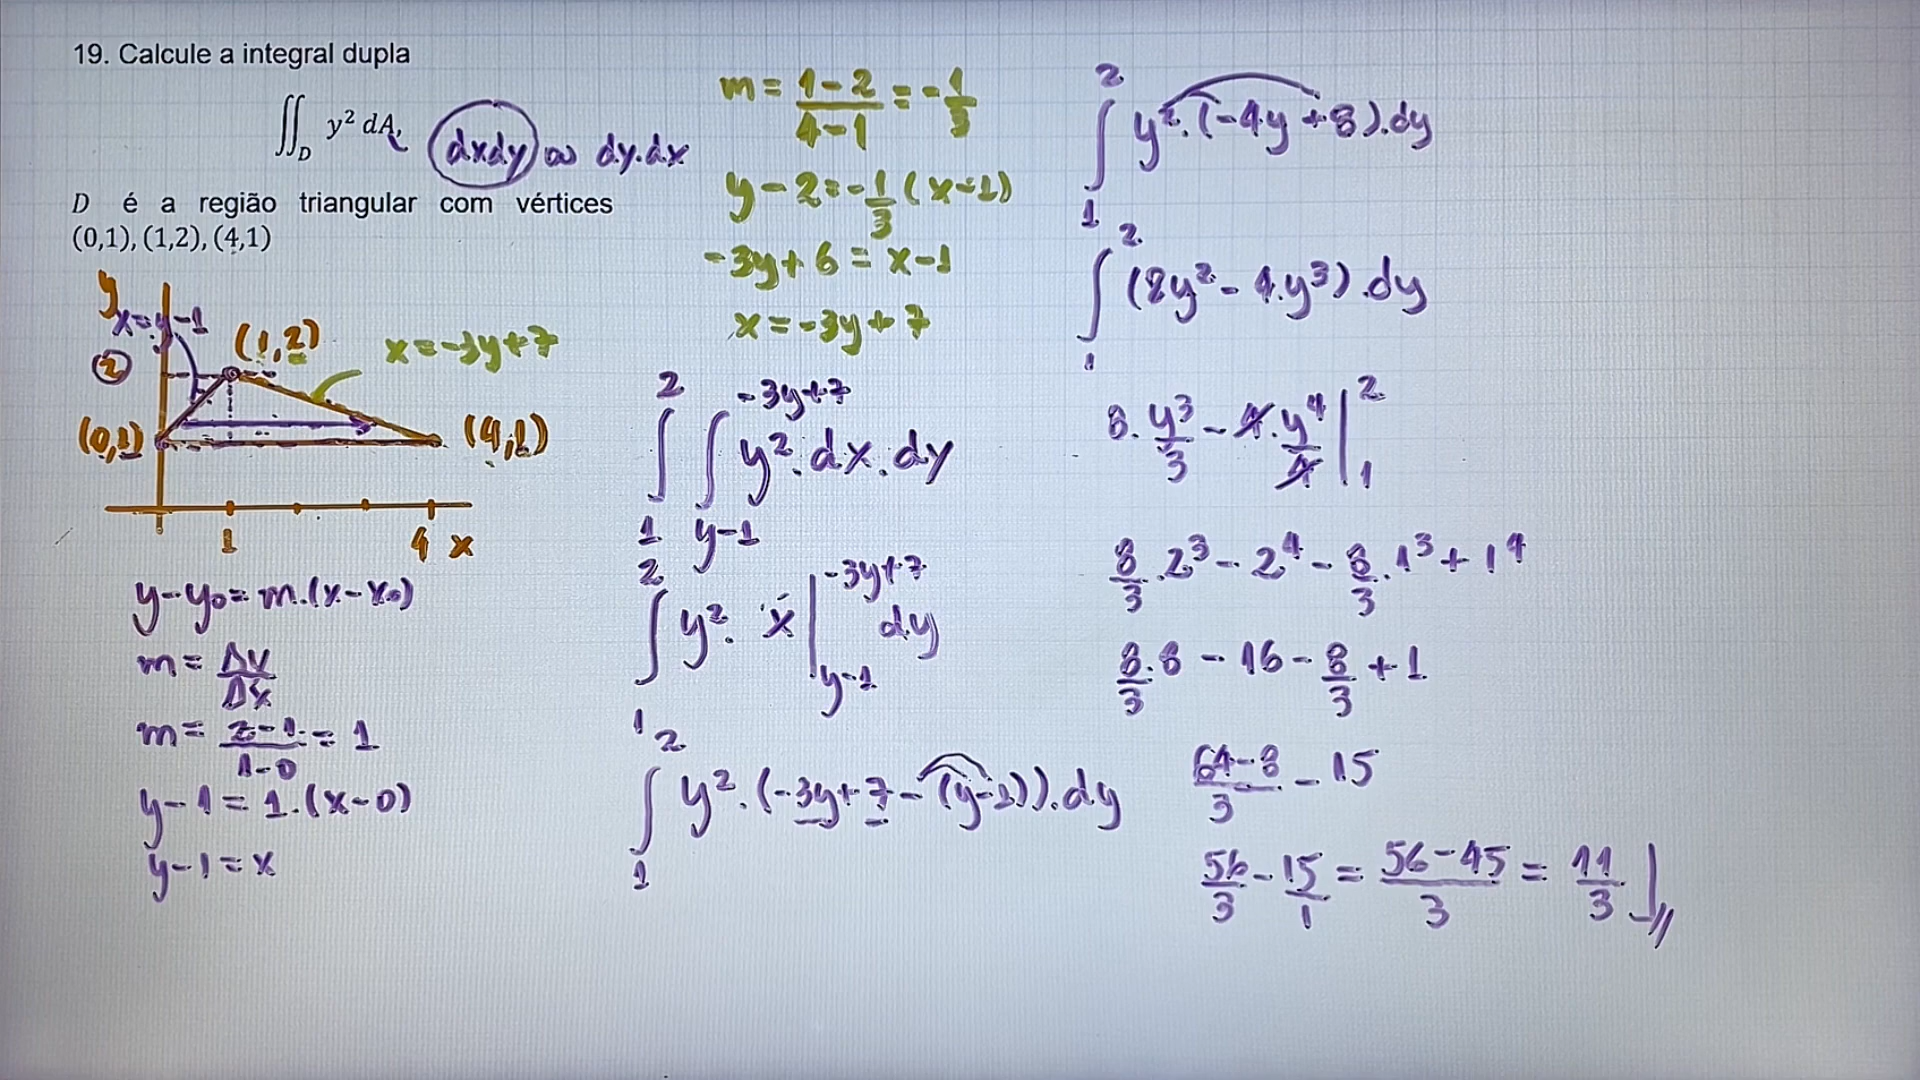 19. Calcule a integral dupla
∬_D y² dA, dxdy ou dy.dx
D é a região triangular com vértices
(0,1), (1,2), (4,1)
y
x=y-1
(1,2)
x=-3y+7
2
(0,1)
(4,1)
1
4 x
y-y₀=m.(x-x₀)
m=Δy/Δx
m=(2-1)/(1-0)=1
y-1=1.(x-0)
y-1=x
m=(1-2)/(4-1)=-1/3
y-2=-1/3(x-1)
-3y+6=x-1
x=-3y+7
∫₁² ∫_{y-1}^{-3y+7} y².dx.dy
∫₁² y².x|_{y-1}^{-3y+7} dy
∫₁² y².(-3y+7-(y-1)).dy
∫₁² y².(-4y+8).dy
∫₁² (8y²-4.y³).dy
8.y³/3-4.y⁴/4|₁²
8/3.2³-2⁴-8/3.1³+1⁴
8/3.8-16-8/3+1
(64-8)/3-15
56/3-15/1=(56-45)/3=11/3